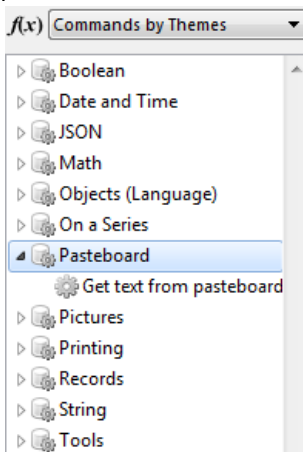 f(x) Commands by Themes
Boolean
Date and Time
JSON
Math
Objects (Language)
On a Series
Pasteboard
Get text from pasteboard
Pictures
Printing
Records
String
Tools